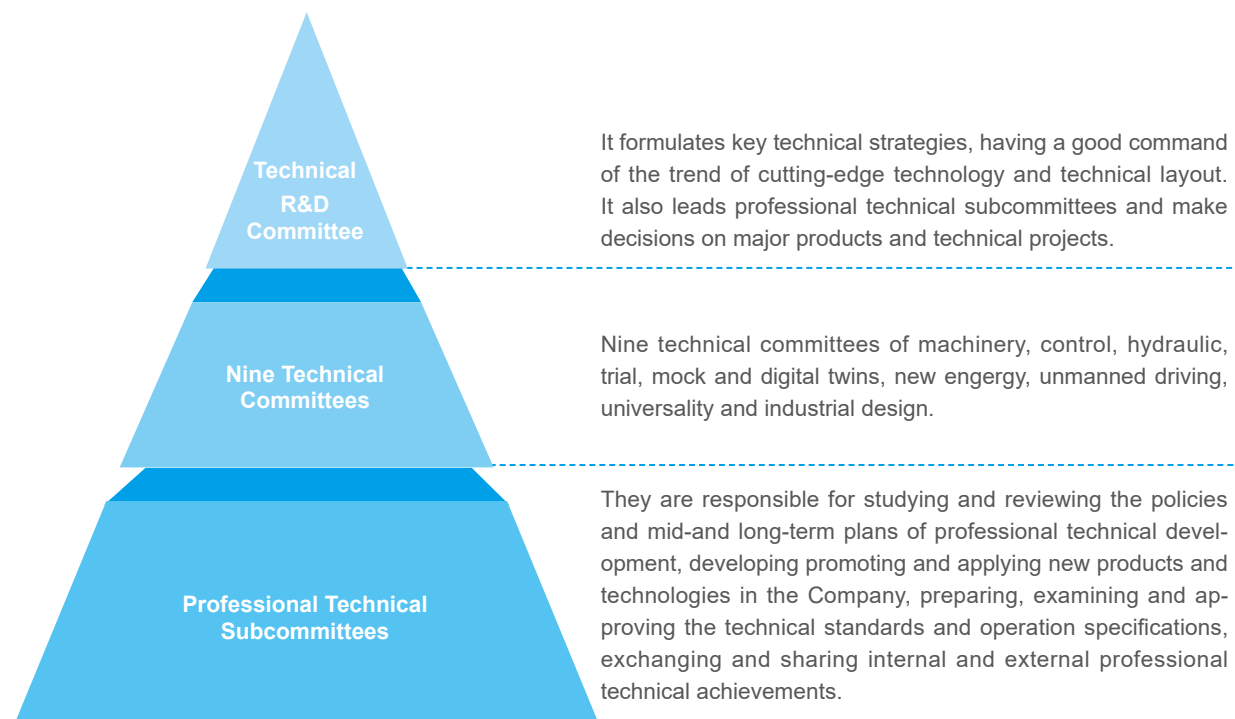 Technical
R&D
Committee
It formulates key technical strategies, having a good command
of the trend of cutting-edge technology and technical layout.
It also leads professional technical subcommittees and make
decisions on major products and technical projects.
Nine Technical
Committees
Nine technical committees of machinery, control, hydraulic,
trial, mock and digital twins, new engergy, unmanned driving,
universality and industrial design.
Professional Technical
Subcommittees
They are responsible for studying and reviewing the policies
and mid-and long-term plans of professional technical devel-
opment, developing promoting and applying new products and
technologies in the Company, preparing, examining and ap-
proving the technical standards and operation specifications,
exchanging and sharing internal and external professional
technical achievements.